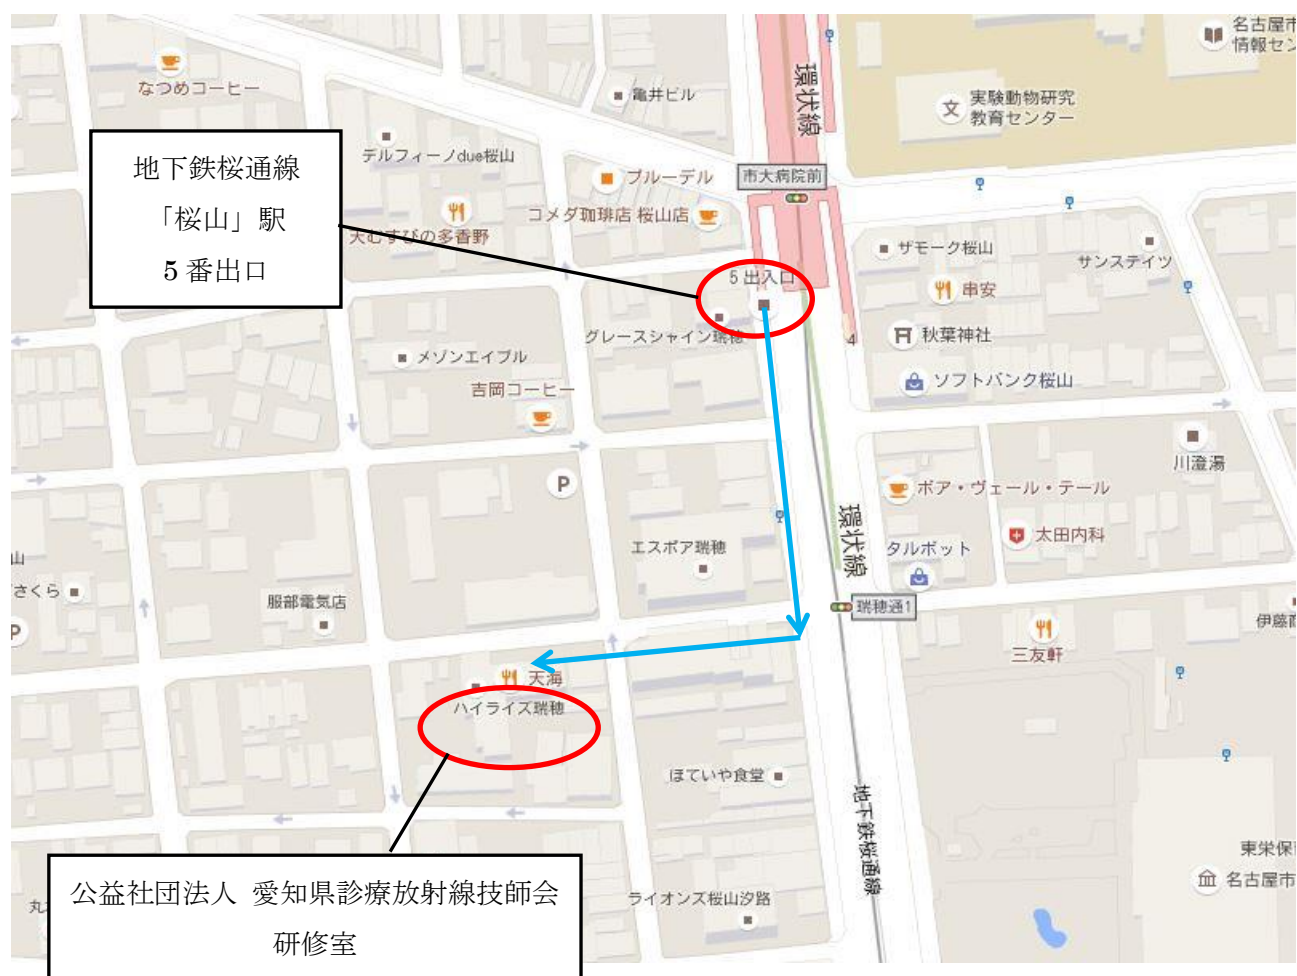 名古屋市
情報セン
なつめコーヒー
亀井ビル
環状線
実験動物研究
教育センター
地下鉄桜通線
「桜山」駅
5 番出口
デルフィーノdue桜山
ブルーデル
市大病院前
コメダ珈琲店 桜山店
天むすびの多香野
ザモーク桜山
サンステイツ
5 出入口
串安
グレースシャイン瑞穂
4
秋葉神社
メゾンエイブル
ソフトバンク桜山
吉岡コーヒー
川澄湯
P
ボア・ヴェール・テール
環状線
太田内科
エスポア瑞穂
タルボット
山
さくら
服部電気店
瑞穂通1
P
伊藤商
三友軒
天海
ハイライズ瑞穂
ほていや食堂
地下鉄桜通線
東栄保
名古屋市
公益社団法人 愛知県診療放射線技師会
研修室
ライオンズ桜山汐路